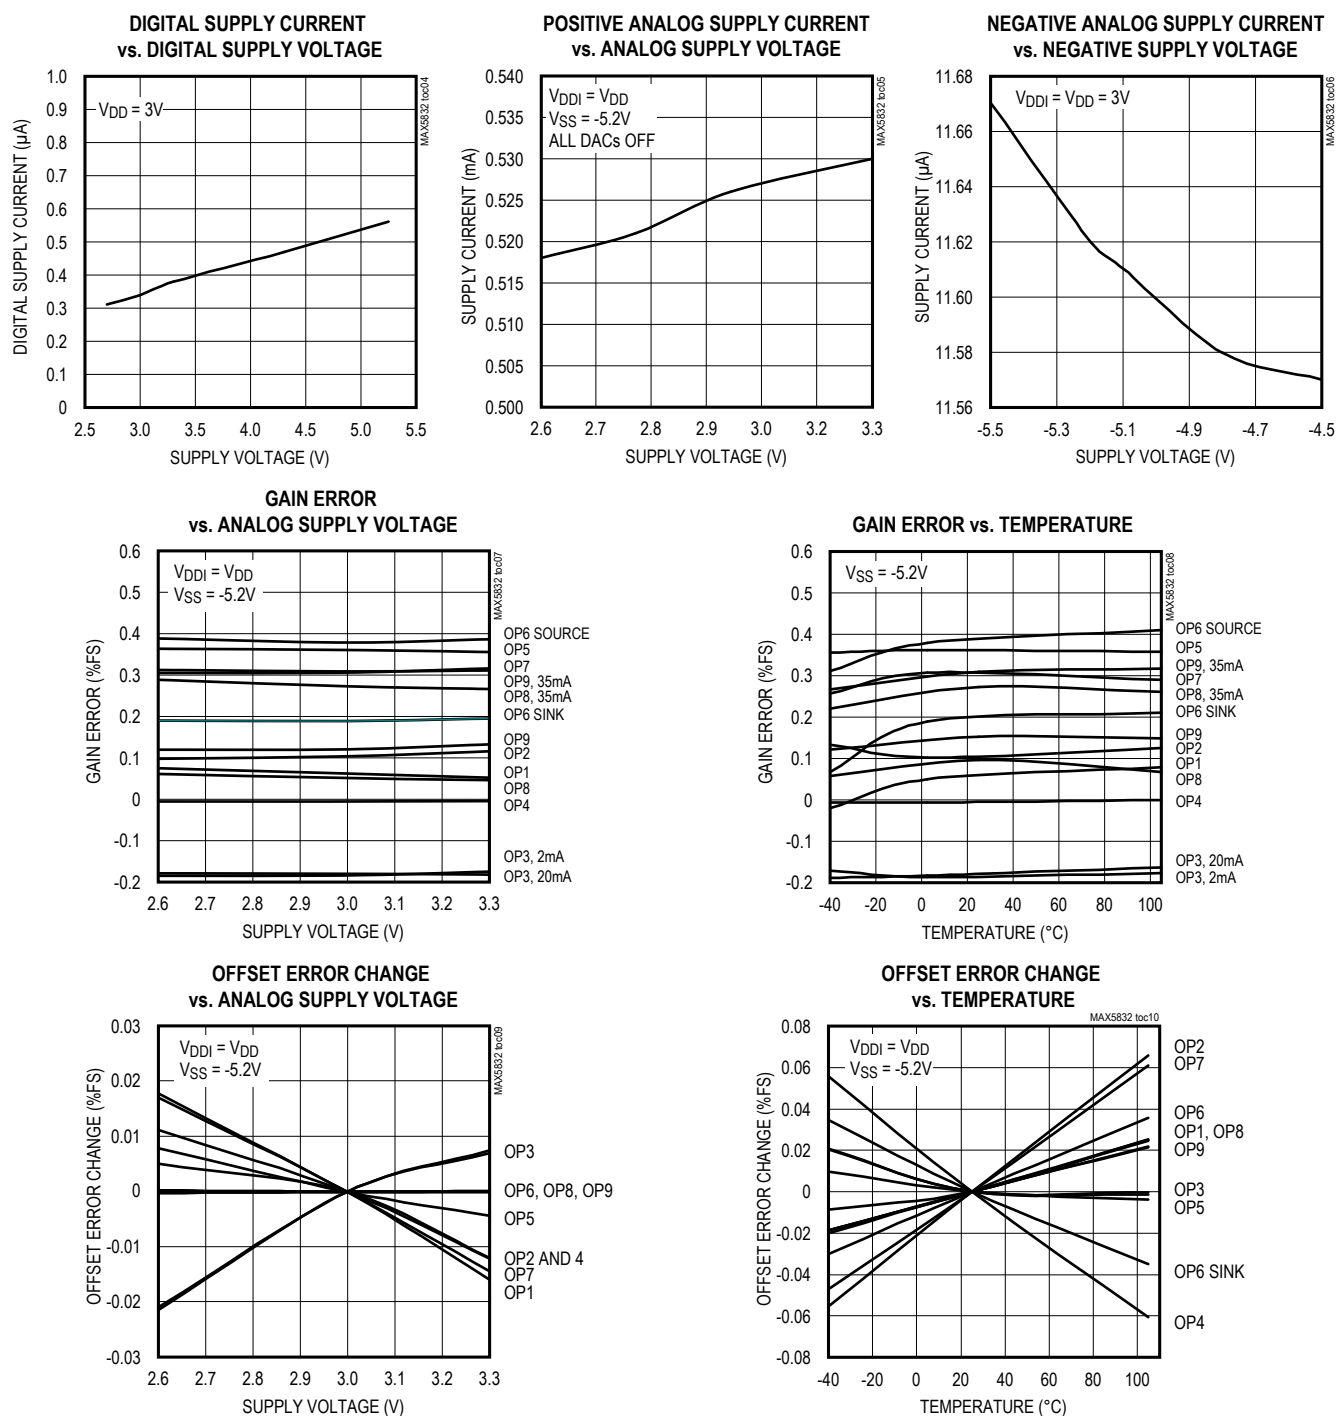 DIGITAL SUPPLY CURRENT
vs. DIGITAL SUPPLY VOLTAGE
1.0
0.9
0.8
0.7
0.6
0.5
0.4
0.3
0.2
0.1
0
DIGITAL SUPPLY CURRENT (µA)
VDD = 3V
MAX5832 toc04
2.5 3.0 3.5 4.0 4.5 5.0 5.5
SUPPLY VOLTAGE (V)
POSITIVE ANALOG SUPPLY CURRENT
vs. ANALOG SUPPLY VOLTAGE
0.540
0.535
0.530
0.525
0.520
0.515
0.510
0.505
0.500
SUPPLY CURRENT (mA)
VDDI = VDD
VSS = -5.2V
ALL DACs OFF
MAX5832 toc05
2.6 2.7 2.8 2.9 3.0 3.2 3.3
SUPPLY VOLTAGE (V)
NEGATIVE ANALOG SUPPLY CURRENT
vs. NEGATIVE SUPPLY VOLTAGE
11.68
11.66
11.64
11.62
11.60
11.58
11.56
SUPPLY CURRENT (µA)
VDDI = VDD = 3V
MAX5832 toc06
-5.5 -5.3 -5.1 -4.9 -4.7 -4.5
SUPPLY VOLTAGE (V)
GAIN ERROR
vs. ANALOG SUPPLY VOLTAGE
0.6
0.5
0.4
0.3
0.2
0.1
0
-0.1
-0.2
GAIN ERROR (%FS)
VDDI = VDD
VSS = -5.2V
MAX5832 toc07
OP6 SOURCE
OP5
OP7
OP9, 35mA
OP8, 35mA
OP6 SINK
OP9
OP2
OP1
OP8
OP4
OP3, 2mA
OP3, 20mA
2.6 2.7 2.8 2.9 3.0 3.1 3.2 3.3
SUPPLY VOLTAGE (V)
GAIN ERROR vs. TEMPERATURE
0.6
0.5
0.4
0.3
0.2
0.1
0
-0.1
-0.2
GAIN ERROR (%FS)
VSS = -5.2V
MAX5832 toc08
OP6 SOURCE
OP5
OP9, 35mA
OP7
OP8, 35mA
OP6 SINK
OP9
OP2
OP1
OP8
OP4
OP3, 20mA
OP3, 2mA
-40 -20 0 20 40 60 80 100
TEMPERATURE (°C)
OFFSET ERROR CHANGE
vs. ANALOG SUPPLY VOLTAGE
0.03
0.02
0.01
0
-0.01
-0.02
-0.03
OFFSET ERROR CHANGE (%FS)
VDDI = VDD
VSS = -5.2V
MAX5832 toc09
OP3
OP6, OP8, OP9
OP5
OP2 AND 4
OP7
OP1
2.6 2.7 2.8 2.9 3.0 3.1 3.2 3.3
SUPPLY VOLTAGE (V)
OFFSET ERROR CHANGE
vs. TEMPERATURE
MAX5832 toc10
0.08
0.06
0.04
0.02
0
-0.02
-0.04
-0.06
-0.08
OFFSET ERROR CHANGE (%FS)
VDDI = VDD
VSS = -5.2V
OP2
OP7
OP6
OP1, OP8
OP9
OP3
OP5
OP6 SINK
OP4
-40 -20 0 20 40 60 80 100
TEMPERATURE (°C)